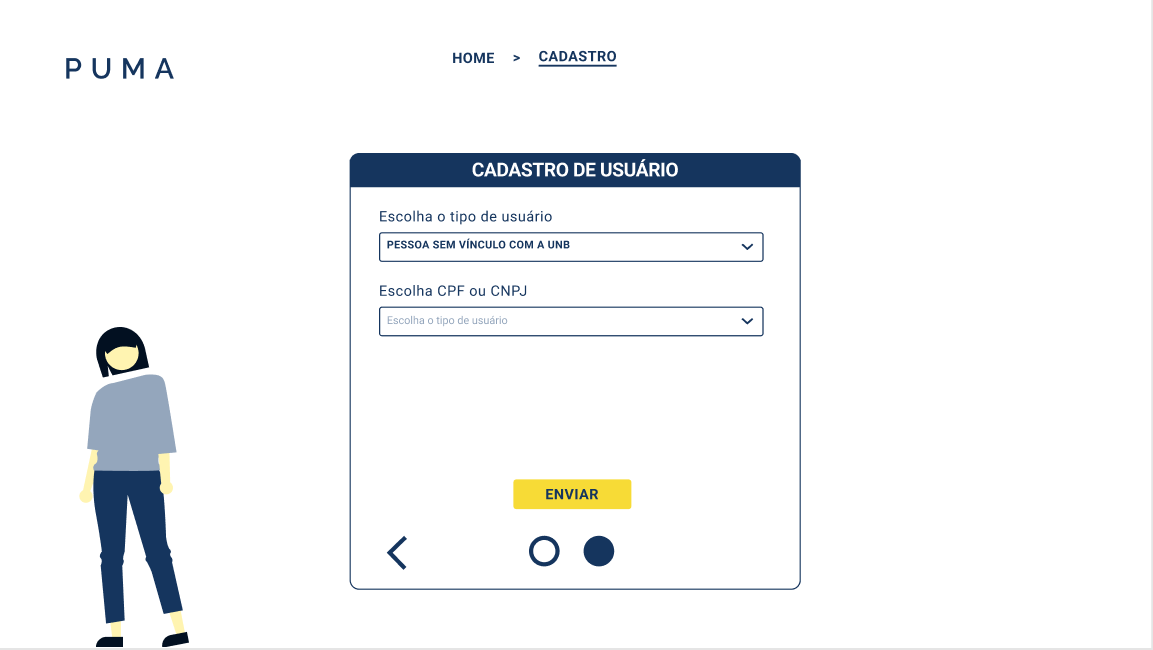 PUMA
HOME > CADASTRO
CADASTRO DE USUÁRIO
Escolha o tipo de usuário
PESSOA SEM VÍNCULO COM A UNB
Escolha CPF ou CNPJ
Escolha o tipo de usuário
ENVIAR